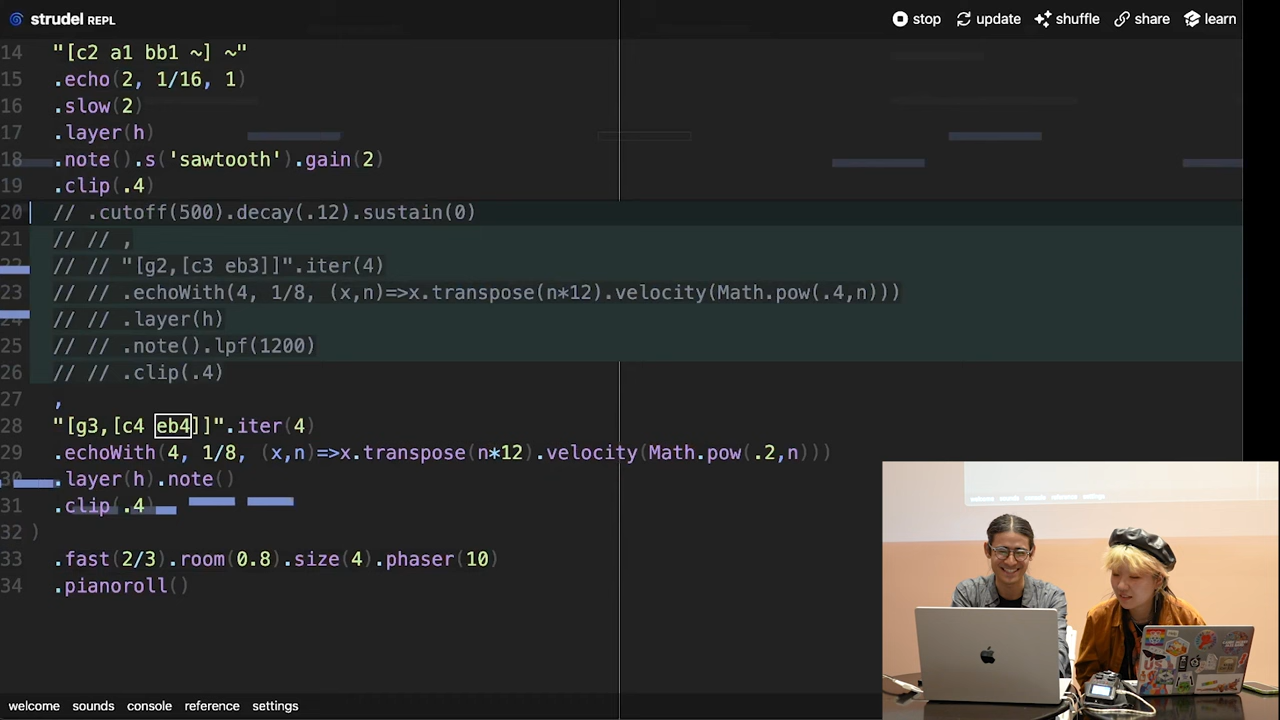 strudel REPL
stop update shuffle share learn
14 "[c2 a1 bb1 ~] ~"
15 .echo(2, 1/16, 1)
16 .slow(2)
17 .layer(h)
18 .note().s('sawtooth').gain(2)
19 .clip(.4)
20 // .cutoff(500).decay(.12).sustain(0)
21 // // ,
22 // // "[g2,[c3 eb3]]".iter(4)
23 // // .echoWith(4, 1/8, (x,n)=>x.transpose(n*12).velocity(Math.pow(.4,n)))
24 // // .layer(h)
25 // // .note().lpf(1200)
26 // // .clip(.4)
27 ,
28 "[g3,[c4 eb4]]".iter(4)
29 .echoWith(4, 1/8, (x,n)=>x.transpose(n*12).velocity(Math.pow(.2,n)))
30 .layer(h).note()
31 .clip(.4)
32 )
33 .fast(2/3).room(0.8).size(4).phaser(10)
34 .pianoroll()
welcome sounds console reference settings
welcome sounds console reference settings